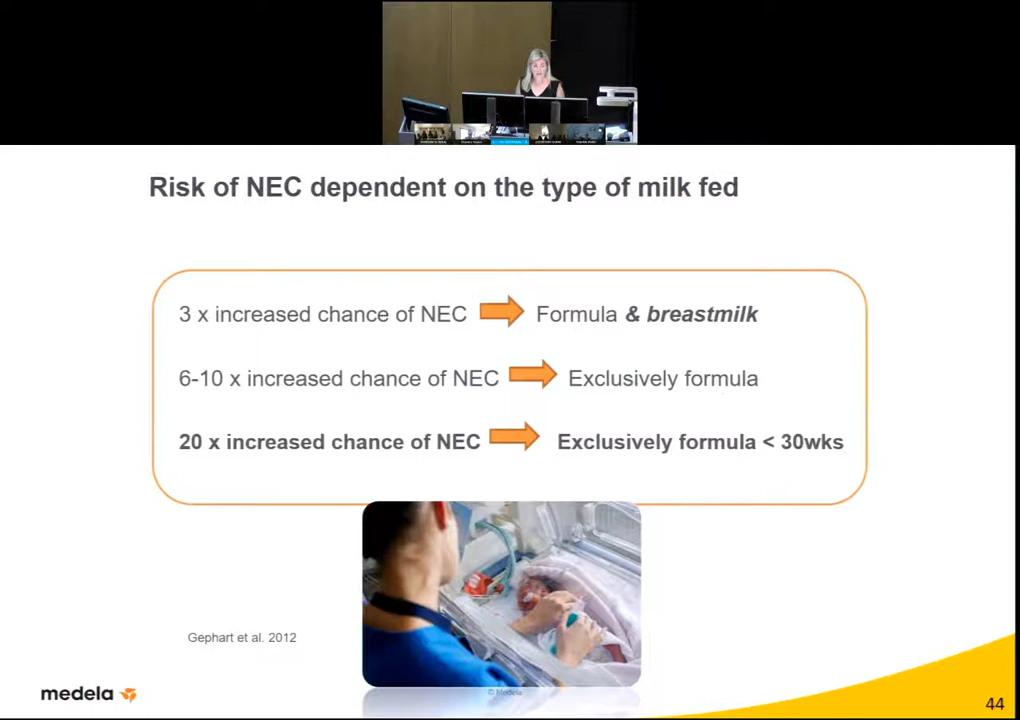 Risk of NEC dependent on the type of milk fed
3 x increased chance of NEC Formula & breastmilk
6-10 x increased chance of NEC Exclusively formula
20 x increased chance of NEC Exclusively formula < 30wks
Gephart et al. 2012
© Medela
medela
44